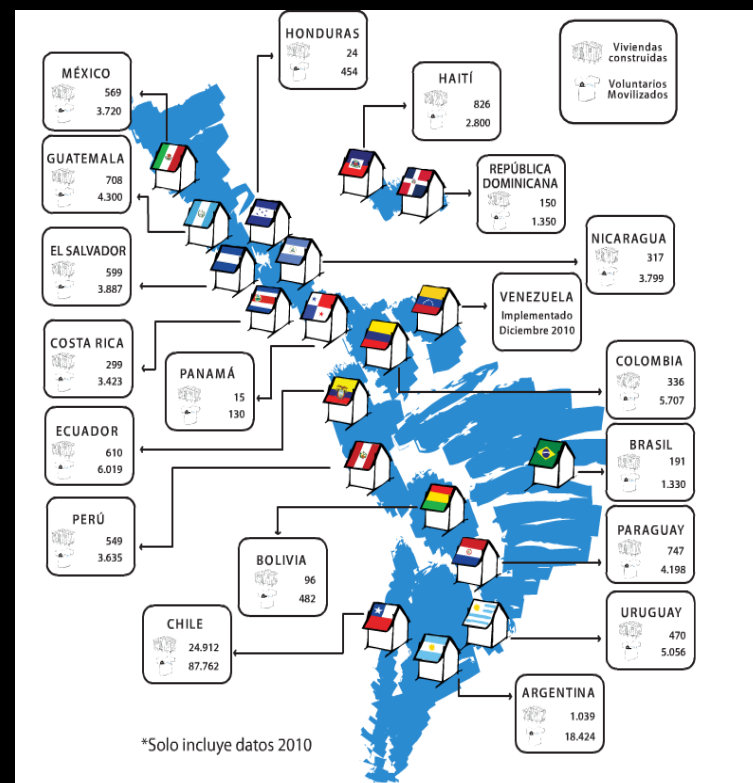 HONDURAS
24
454
Viviendas
construidas
Voluntarios
Movilizados
MÉXICO
569
3.720
HAITÍ
826
2.800
GUATEMALA
708
4.300
REPÚBLICA
DOMINICANA
150
1.350
NICARAGUA
317
3.799
EL SALVADOR
599
3.887
VENEZUELA
Implementado
Diciembre 2010
COSTA RICA
299
3.423
PANAMÁ
15
130
COLOMBIA
336
5.707
ECUADOR
610
6.019
BRASIL
191
1.330
PERÚ
549
3.635
BOLIVIA
96
482
PARAGUAY
747
4.198
CHILE
24.912
87.762
URUGUAY
470
5.056
ARGENTINA
1.039
18.424
*Solo incluye datos 2010